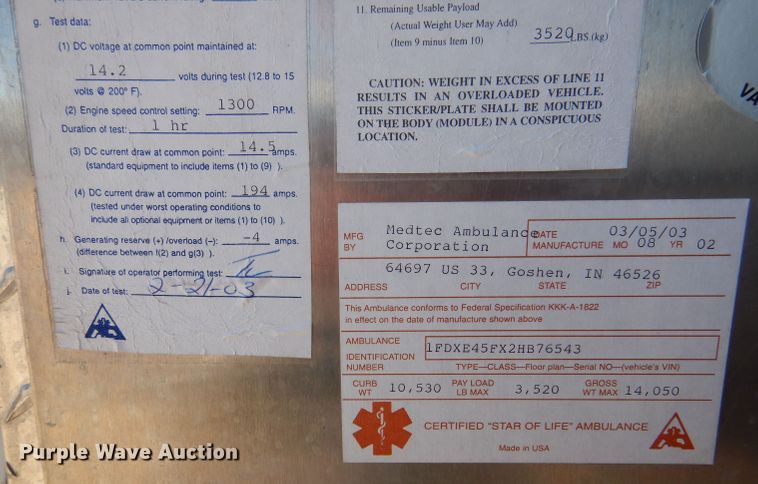 g. Test data:
(1) DC voltage at common point maintained at:
14.2 volts during test (12.8 to 15
volts @ 200° F).
(2) Engine speed control setting: 1300 RPM.
Duration of test: 1 hr
(3) DC current draw at common point: 14.5 amps.
(standard equipment to include items (1) to (9) ).
(4) DC current draw at common point: 194 amps.
(tested under worst operating conditions to
include all optional equipment or items (1) to (10) ).
h. Generating reserve (+) /overload (-): -4 amps.
(difference between f(2) and g(3) ).
i. Signature of operator performing test:
j. Date of test: 2-21-03
11. Remaining Usable Payload
(Actual Weight User May Add)
(Item 9 minus Item 10) 3520 LBS.(kg)
CAUTION: WEIGHT IN EXCESS OF LINE 11
RESULTS IN AN OVERLOADED VEHICLE.
THIS STICKER/PLATE SHALL BE MOUNTED
ON THE BODY (MODULE) IN A CONSPICUOUS
LOCATION.
VA
MFG BY Medtec Ambulance Corporation DATE MANUFACTURE 03/05/03 MO 08 YR 02
64697 US 33, Goshen, IN 46526
ADDRESS CITY STATE ZIP
This Ambulance conforms to Federal Specification KKK-A-1822
in effect on the date of manufacture shown above
AMBULANCE
IDENTIFICATION 1FDXE45FX2HB76543
NUMBER TYPE—CLASS—Floor plan—Serial NO—(vehicle's VIN)
CURB WT 10,530 PAY LOAD LB MAX 3,520 GROSS WT MAX 14,050
CERTIFIED "STAR OF LIFE" AMBULANCE
Made in USA
Purple Wave Auction